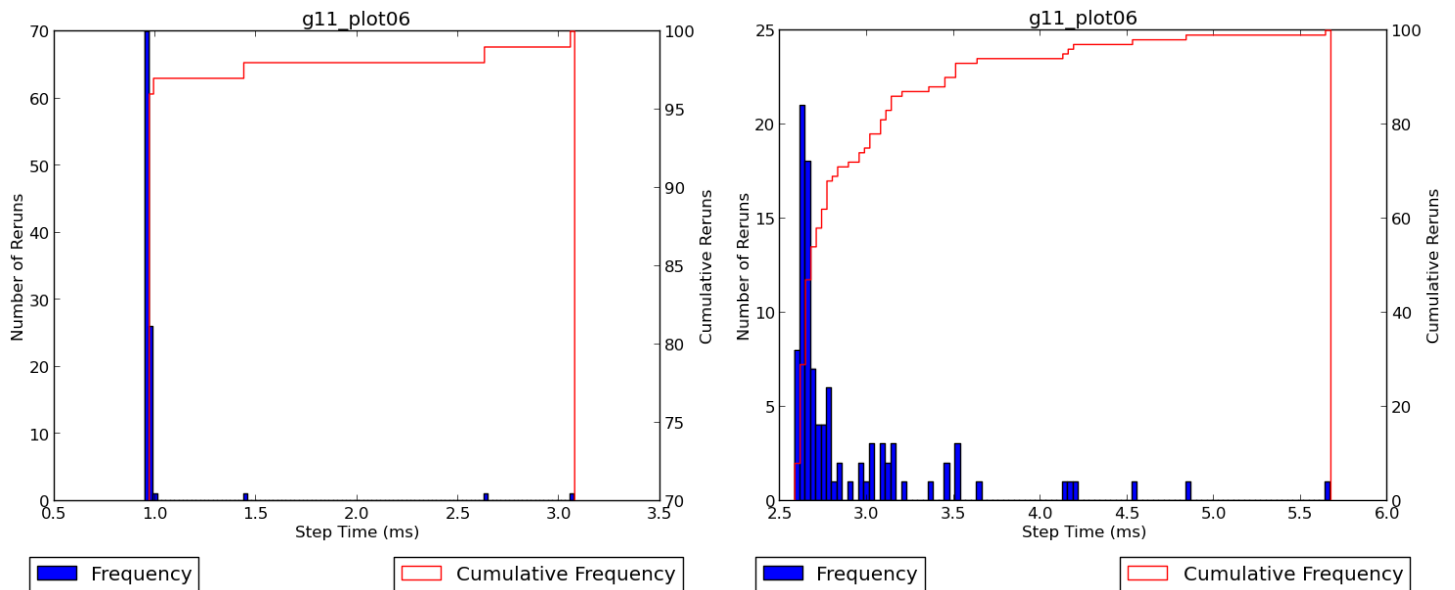 g11_plot06
70
60
50
40
30
20
10
0
Number of Reruns
100
95
90
85
80
75
70
Cumulative Reruns
0.5 1.0 1.5 2.0 2.5 3.0 3.5
Step Time (ms)
Frequency
Cumulative Frequency
g11_plot06
25
20
15
10
5
0
Number of Reruns
100
80
60
40
20
0
Cumulative Reruns
2.5 3.0 3.5 4.0 4.5 5.0 5.5 6.0
Step Time (ms)
Frequency
Cumulative Frequency